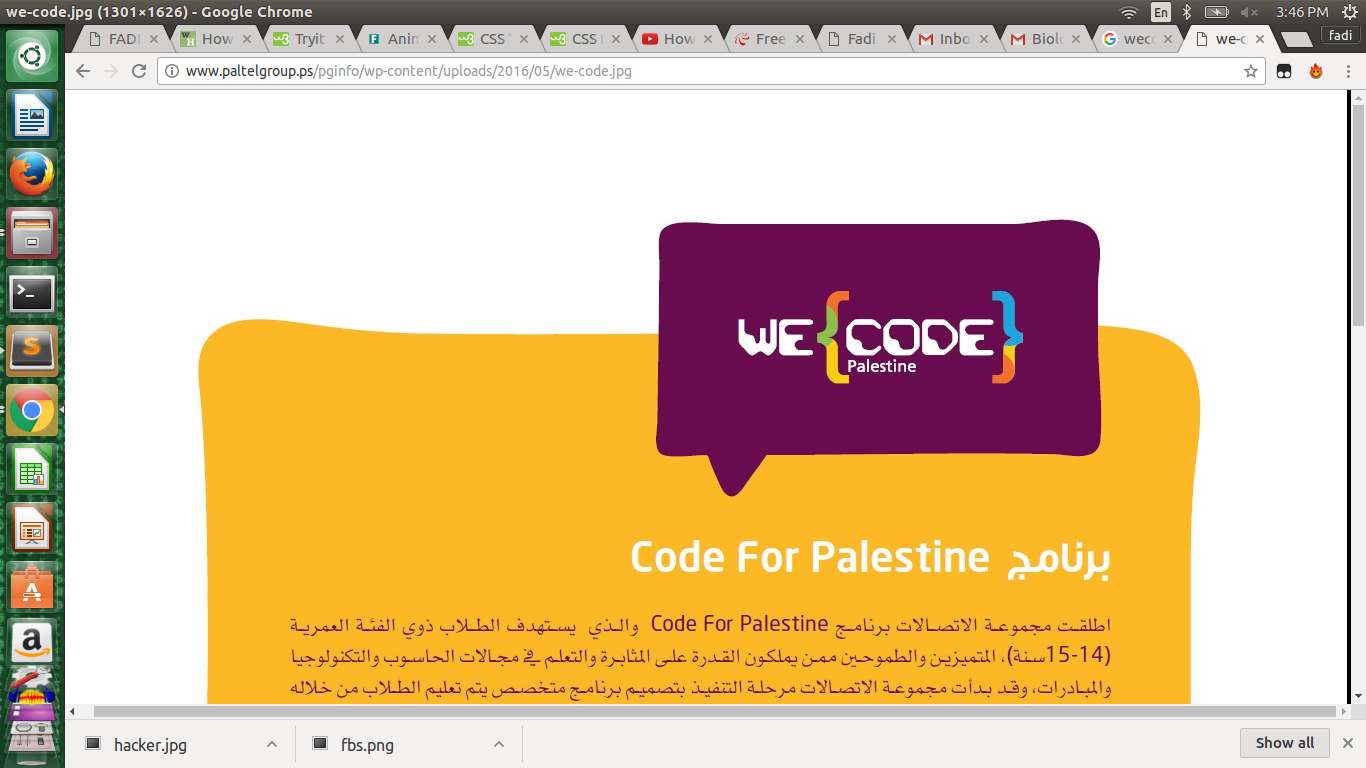 we-code.jpg (1301×1626) - Google Chrome
En
3:46 PM
FADI
How
Tryit
Anin
CSS
CSS
How
Free
Fadi
Inbo
Biolo
weco
we-c
fadi
www.paltelgroup.ps/pginfo/wp-content/uploads/2016/05/we-code.jpg
WE{CODE}
Palestine
برنامج Code For Palestine
اطلقت مجموعة الاتصالات برنامج Code For Palestine والذي يستهدف الطلاب ذوي الفئة العمرية
(14-15سنة)، المتميزين والطموحين ممن يملكون القدرة على المثابرة والتعلم في مجالات الحاسوب والتكنولوجيا
والمبادرات، وقد بدأت مجموعة الاتصالات مرحلة التنفيذ بتصميم برنامج متخصص يتم تعليم الطلاب من خلاله
hacker.jpg
fbs.png
Show all